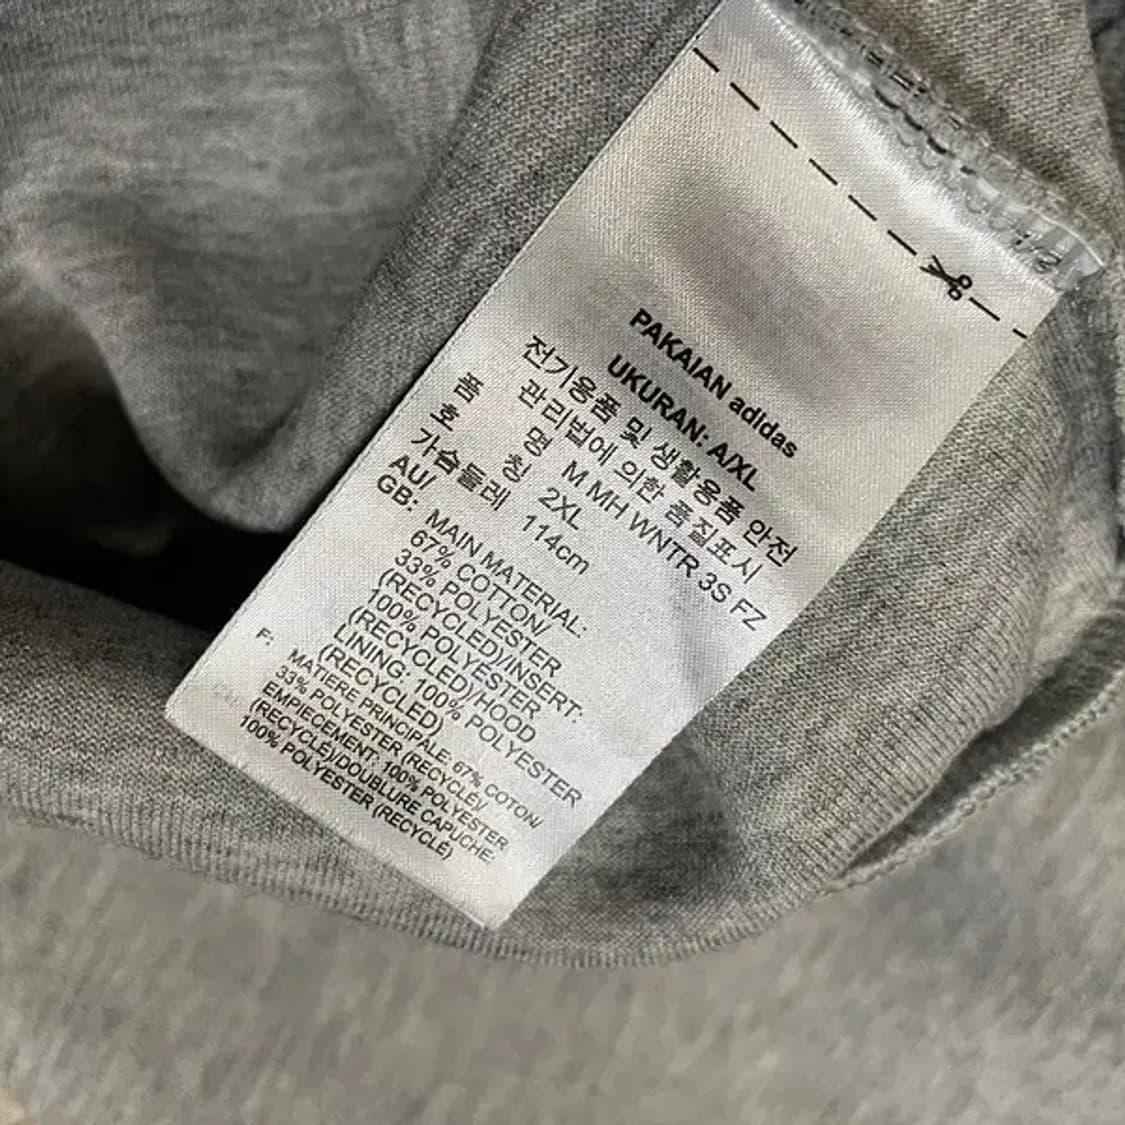 PAKAIAN adidas
UKURAN: A/XL
전기용품 및 생활용품 안전
관리법에 의한 품질표시
품 명 M MH WNTR 3S FZ
호 칭 2XL
가슴둘레 114cm
AU/
GB: MAIN MATERIAL:
67% COTTON/
33% POLYESTER
(RECYCLED)/INSERT:
100% POLYESTER
(RECYCLED)/HOOD
LINING: 100% POLYESTER
(RECYCLED)
F: MATIERE PRINCIPALE: 67% COTON/
33% POLYESTER (RECYCLÉ)/
EMPIECEMENT: 100% POLYESTER
(RECYCLÉ)/DOUBLURE CAPUCHE:
100% POLYESTER (RECYCLÉ)